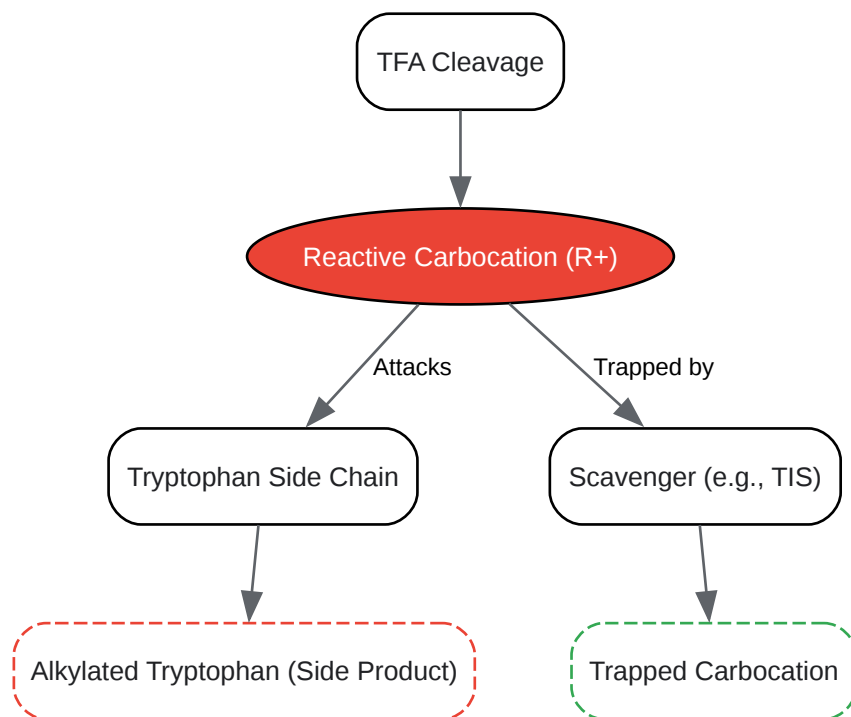 TFA Cleavage
Reactive Carbocation (R+)
Attacks
Trapped by
Tryptophan Side Chain
Scavenger (e.g., TIS)
Alkylated Tryptophan (Side Product)
Trapped Carbocation